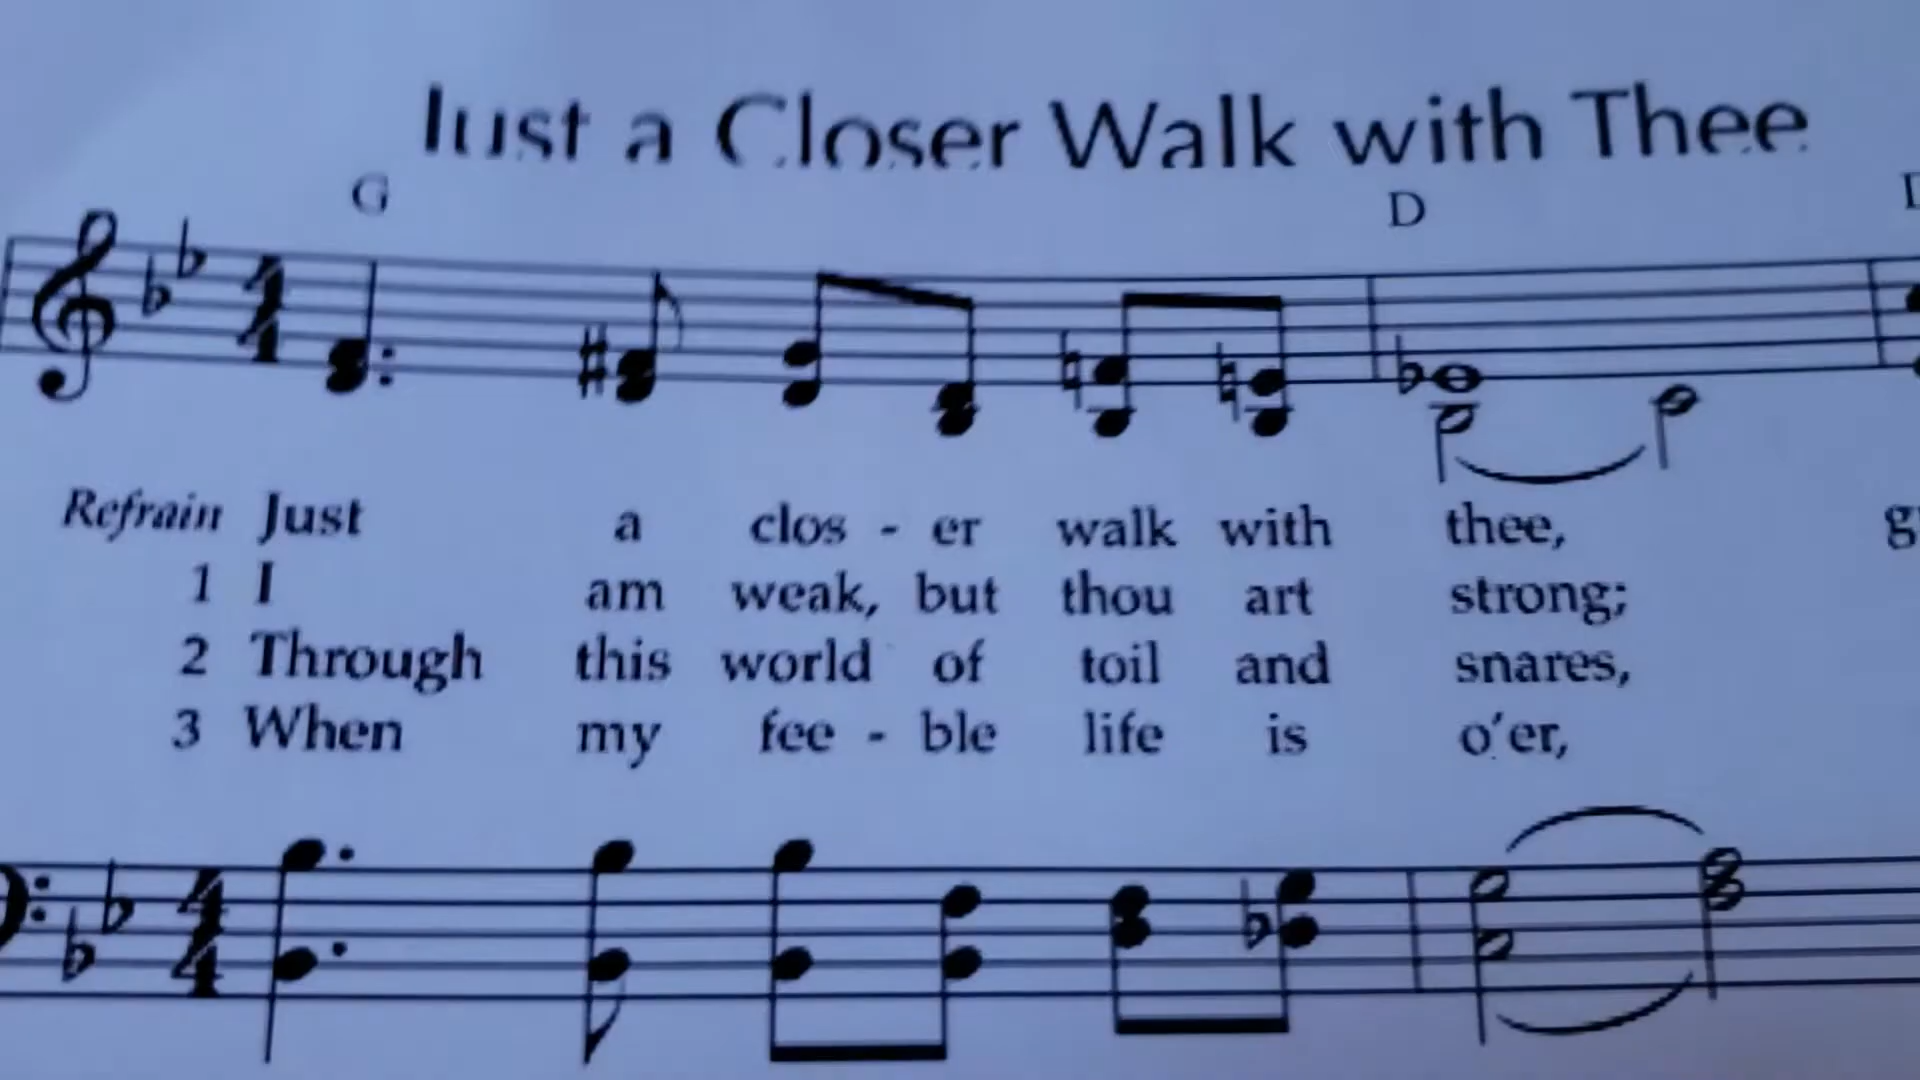 Just a Closer Walk with Thee
G D
Refrain Just a clos - er walk with thee,
1 I am weak, but thou art strong;
2 Through this world of toil and snares,
3 When my fee - ble life is o'er,